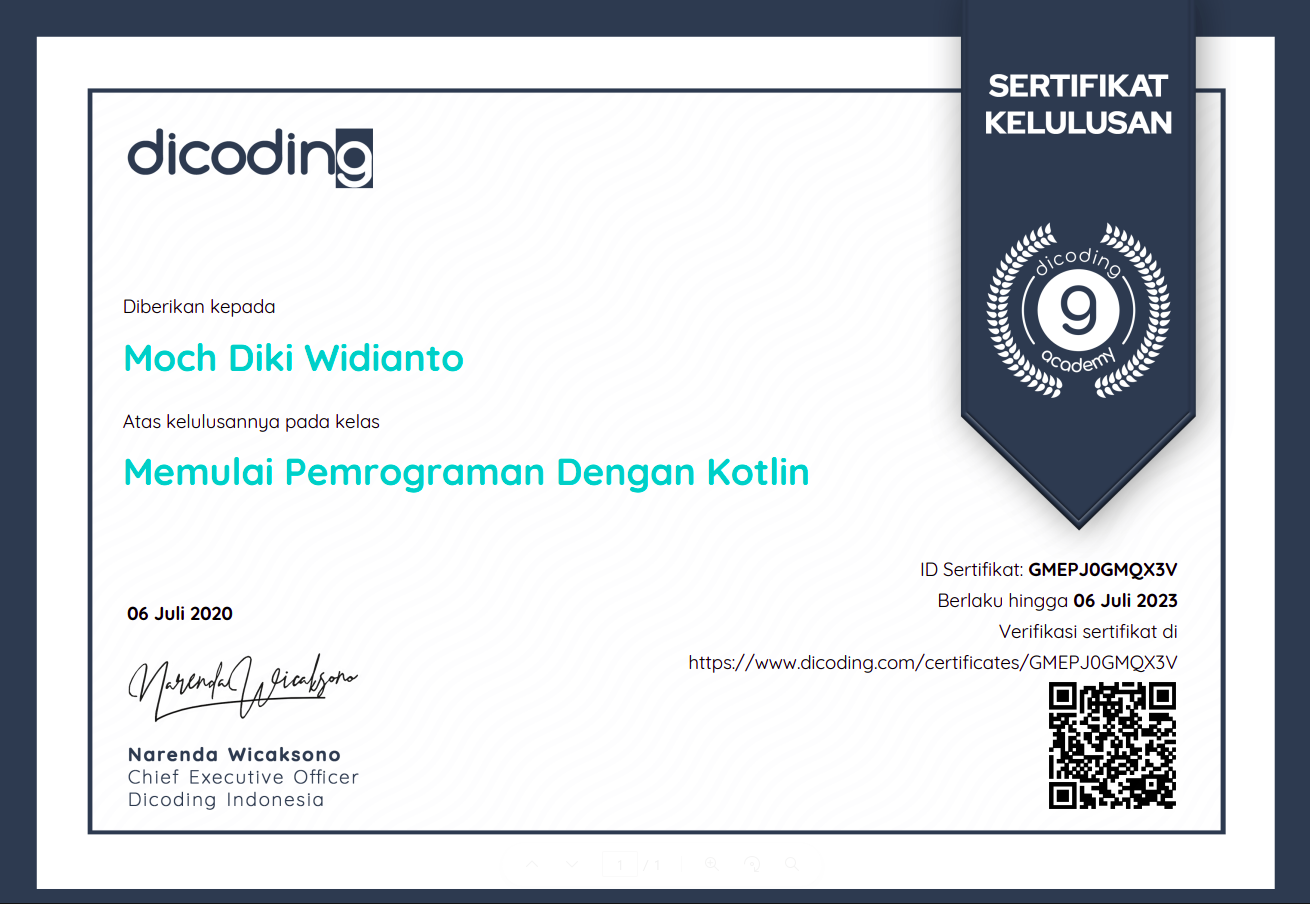 SERTIFIKAT
KELULUSAN
dicoding
dicoding
9
academy
Diberikan kepada
Moch Diki Widianto
Atas kelulusannya pada kelas
Memulai Pemrograman Dengan Kotlin
ID Sertifikat: GMEPJ0GMQX3V
Berlaku hingga 06 Juli 2023
Verifikasi sertifikat di
https://www.dicoding.com/certificates/GMEPJ0GMQX3V
06 Juli 2020
Narenda Wicaksono
Narenda Wicaksono
Chief Executive Officer
Dicoding Indonesia
1 / 1